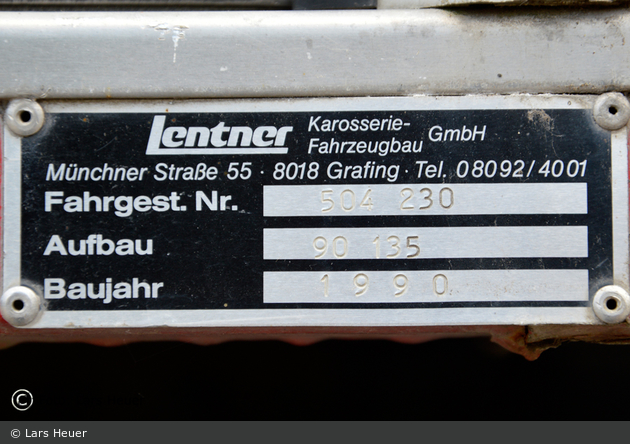 Lentner Karosserie-Fahrzeugbau GmbH
Münchner Straße 55 · 8018 Grafing · Tel. 08092/4001
Fahrgest. Nr. 504 230
Aufbau 90 135
Baujahr 1990
© Lars Heuer